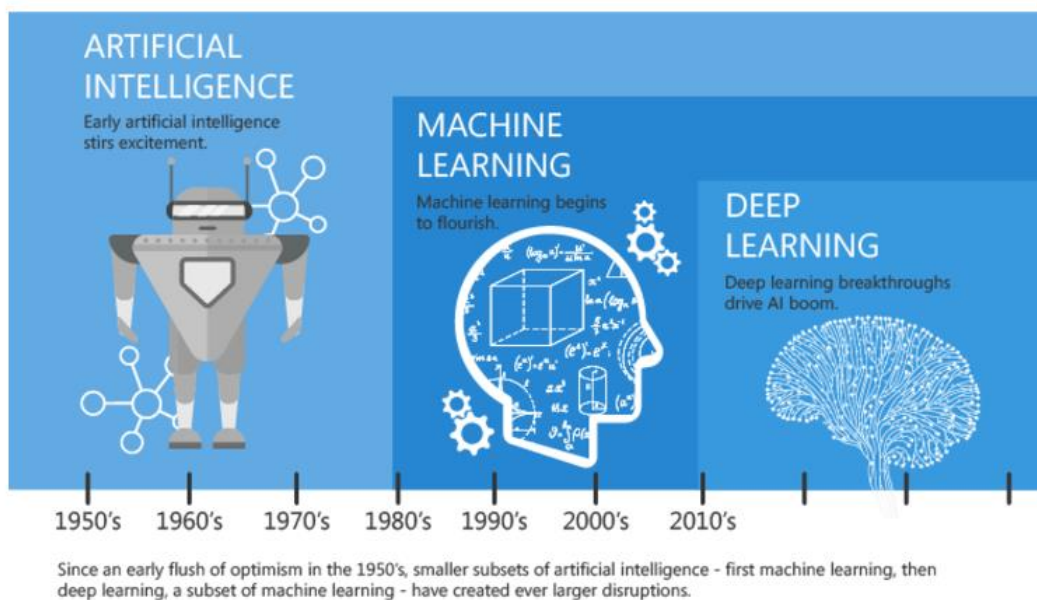 ARTIFICIAL
INTELLIGENCE
Early artificial intelligence
stirs excitement.
MACHINE
LEARNING
Machine learning begins
to flourish.
DEEP
LEARNING
Deep learning breakthroughs
drive AI boom.
1950's 1960's 1970's 1980's 1990's 2000's 2010's
Since an early flush of optimism in the 1950's, smaller subsets of artificial intelligence - first machine learning, then
deep learning, a subset of machine learning - have created ever larger disruptions.